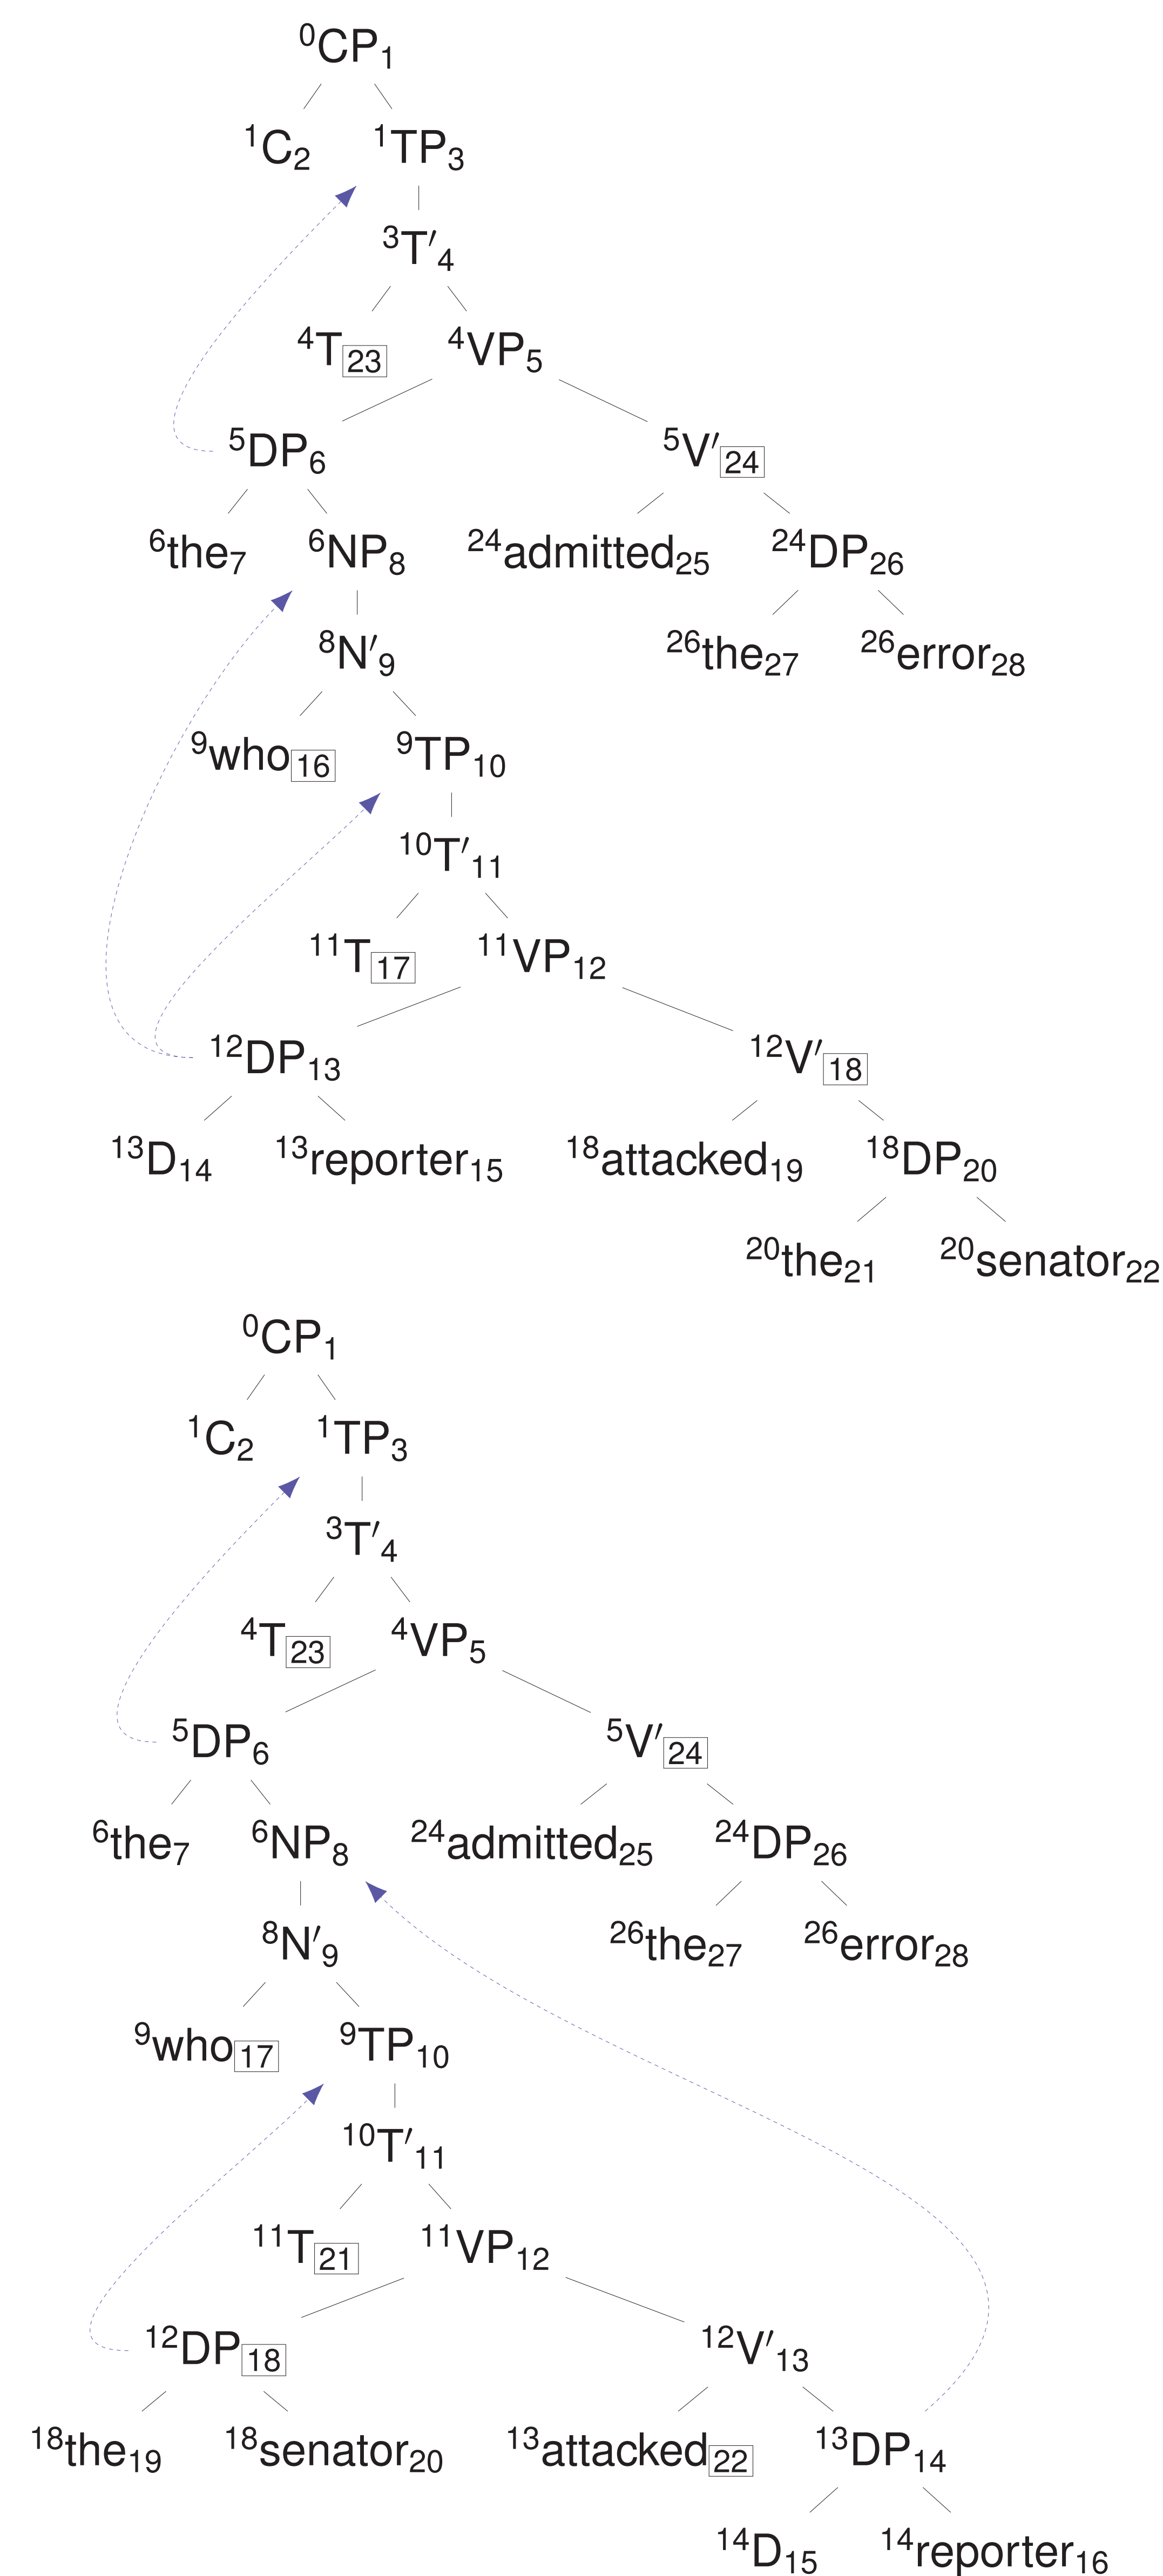 ⁰CP₁
¹C₂ ¹TP₃
³T′₄
⁴T23 ⁴VP₅
⁵DP₆ ⁵V′24
⁶the₇ ⁶NP₈ ²⁴admitted₂₅ ²⁴DP₂₆
⁸N′₉ ²⁶the₂₇ ²⁶error₂₈
⁹who16 ⁹TP₁₀
¹⁰T′₁₁
¹¹T17 ¹¹VP₁₂
¹²DP₁₃ ¹²V′18
¹³D₁₄ ¹³reporter₁₅ ¹⁸attacked₁₉ ¹⁸DP₂₀
²⁰the₂₁ ²⁰senator₂₂
⁰CP₁
¹C₂ ¹TP₃
³T′₄
⁴T23 ⁴VP₅
⁵DP₆ ⁵V′24
⁶the₇ ⁶NP₈ ²⁴admitted₂₅ ²⁴DP₂₆
⁸N′₉ ²⁶the₂₇ ²⁶error₂₈
⁹who17 ⁹TP₁₀
¹⁰T′₁₁
¹¹T21 ¹¹VP₁₂
¹²DP18 ¹²V′₁₃
¹⁸the₁₉ ¹⁸senator₂₀ ¹³attacked22 ¹³DP₁₄
¹⁴D₁₅ ¹⁴reporter₁₆